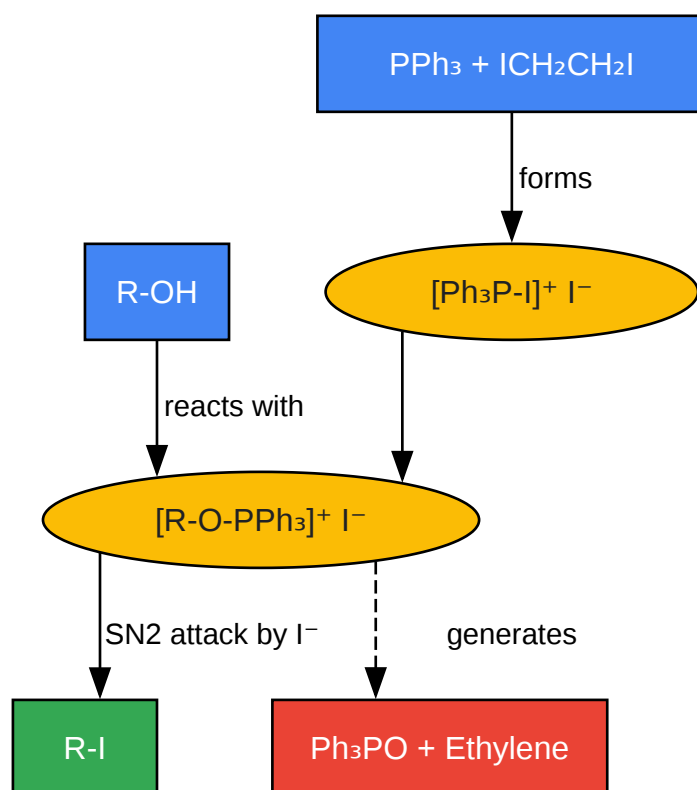 PPh₃ + ICH₂CH₂I
forms
R-OH
[Ph₃P-I]⁺ I⁻
reacts with
[R-O-PPh₃]⁺ I⁻
SN2 attack by I⁻
generates
R-I
Ph₃PO + Ethylene